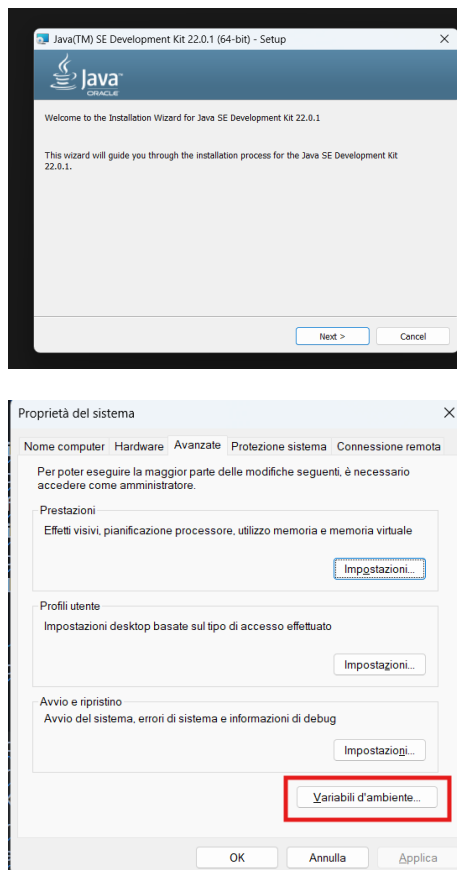 Java(TM) SE Development Kit 22.0.1 (64-bit) - Setup
Java
ORACLE
Welcome to the Installation Wizard for Java SE Development Kit 22.0.1
This wizard will guide you through the installation process for the Java SE Development Kit
22.0.1.
Next >
Cancel
Proprietà del sistema
Nome computer
Hardware
Avanzate
Protezione sistema
Connessione remota
Per poter eseguire la maggior parte delle modifiche seguenti, è necessario
accedere come amministratore.
Prestazioni
Effetti visivi, pianificazione processore, utilizzo memoria e memoria virtuale
Impostazioni...
Profili utente
Impostazioni desktop basate sul tipo di accesso effettuato
Impostazioni...
Avvio e ripristino
Avvio del sistema, errori di sistema e informazioni di debug
Impostazioni...
Variabili d'ambiente...
OK
Annulla
Applica